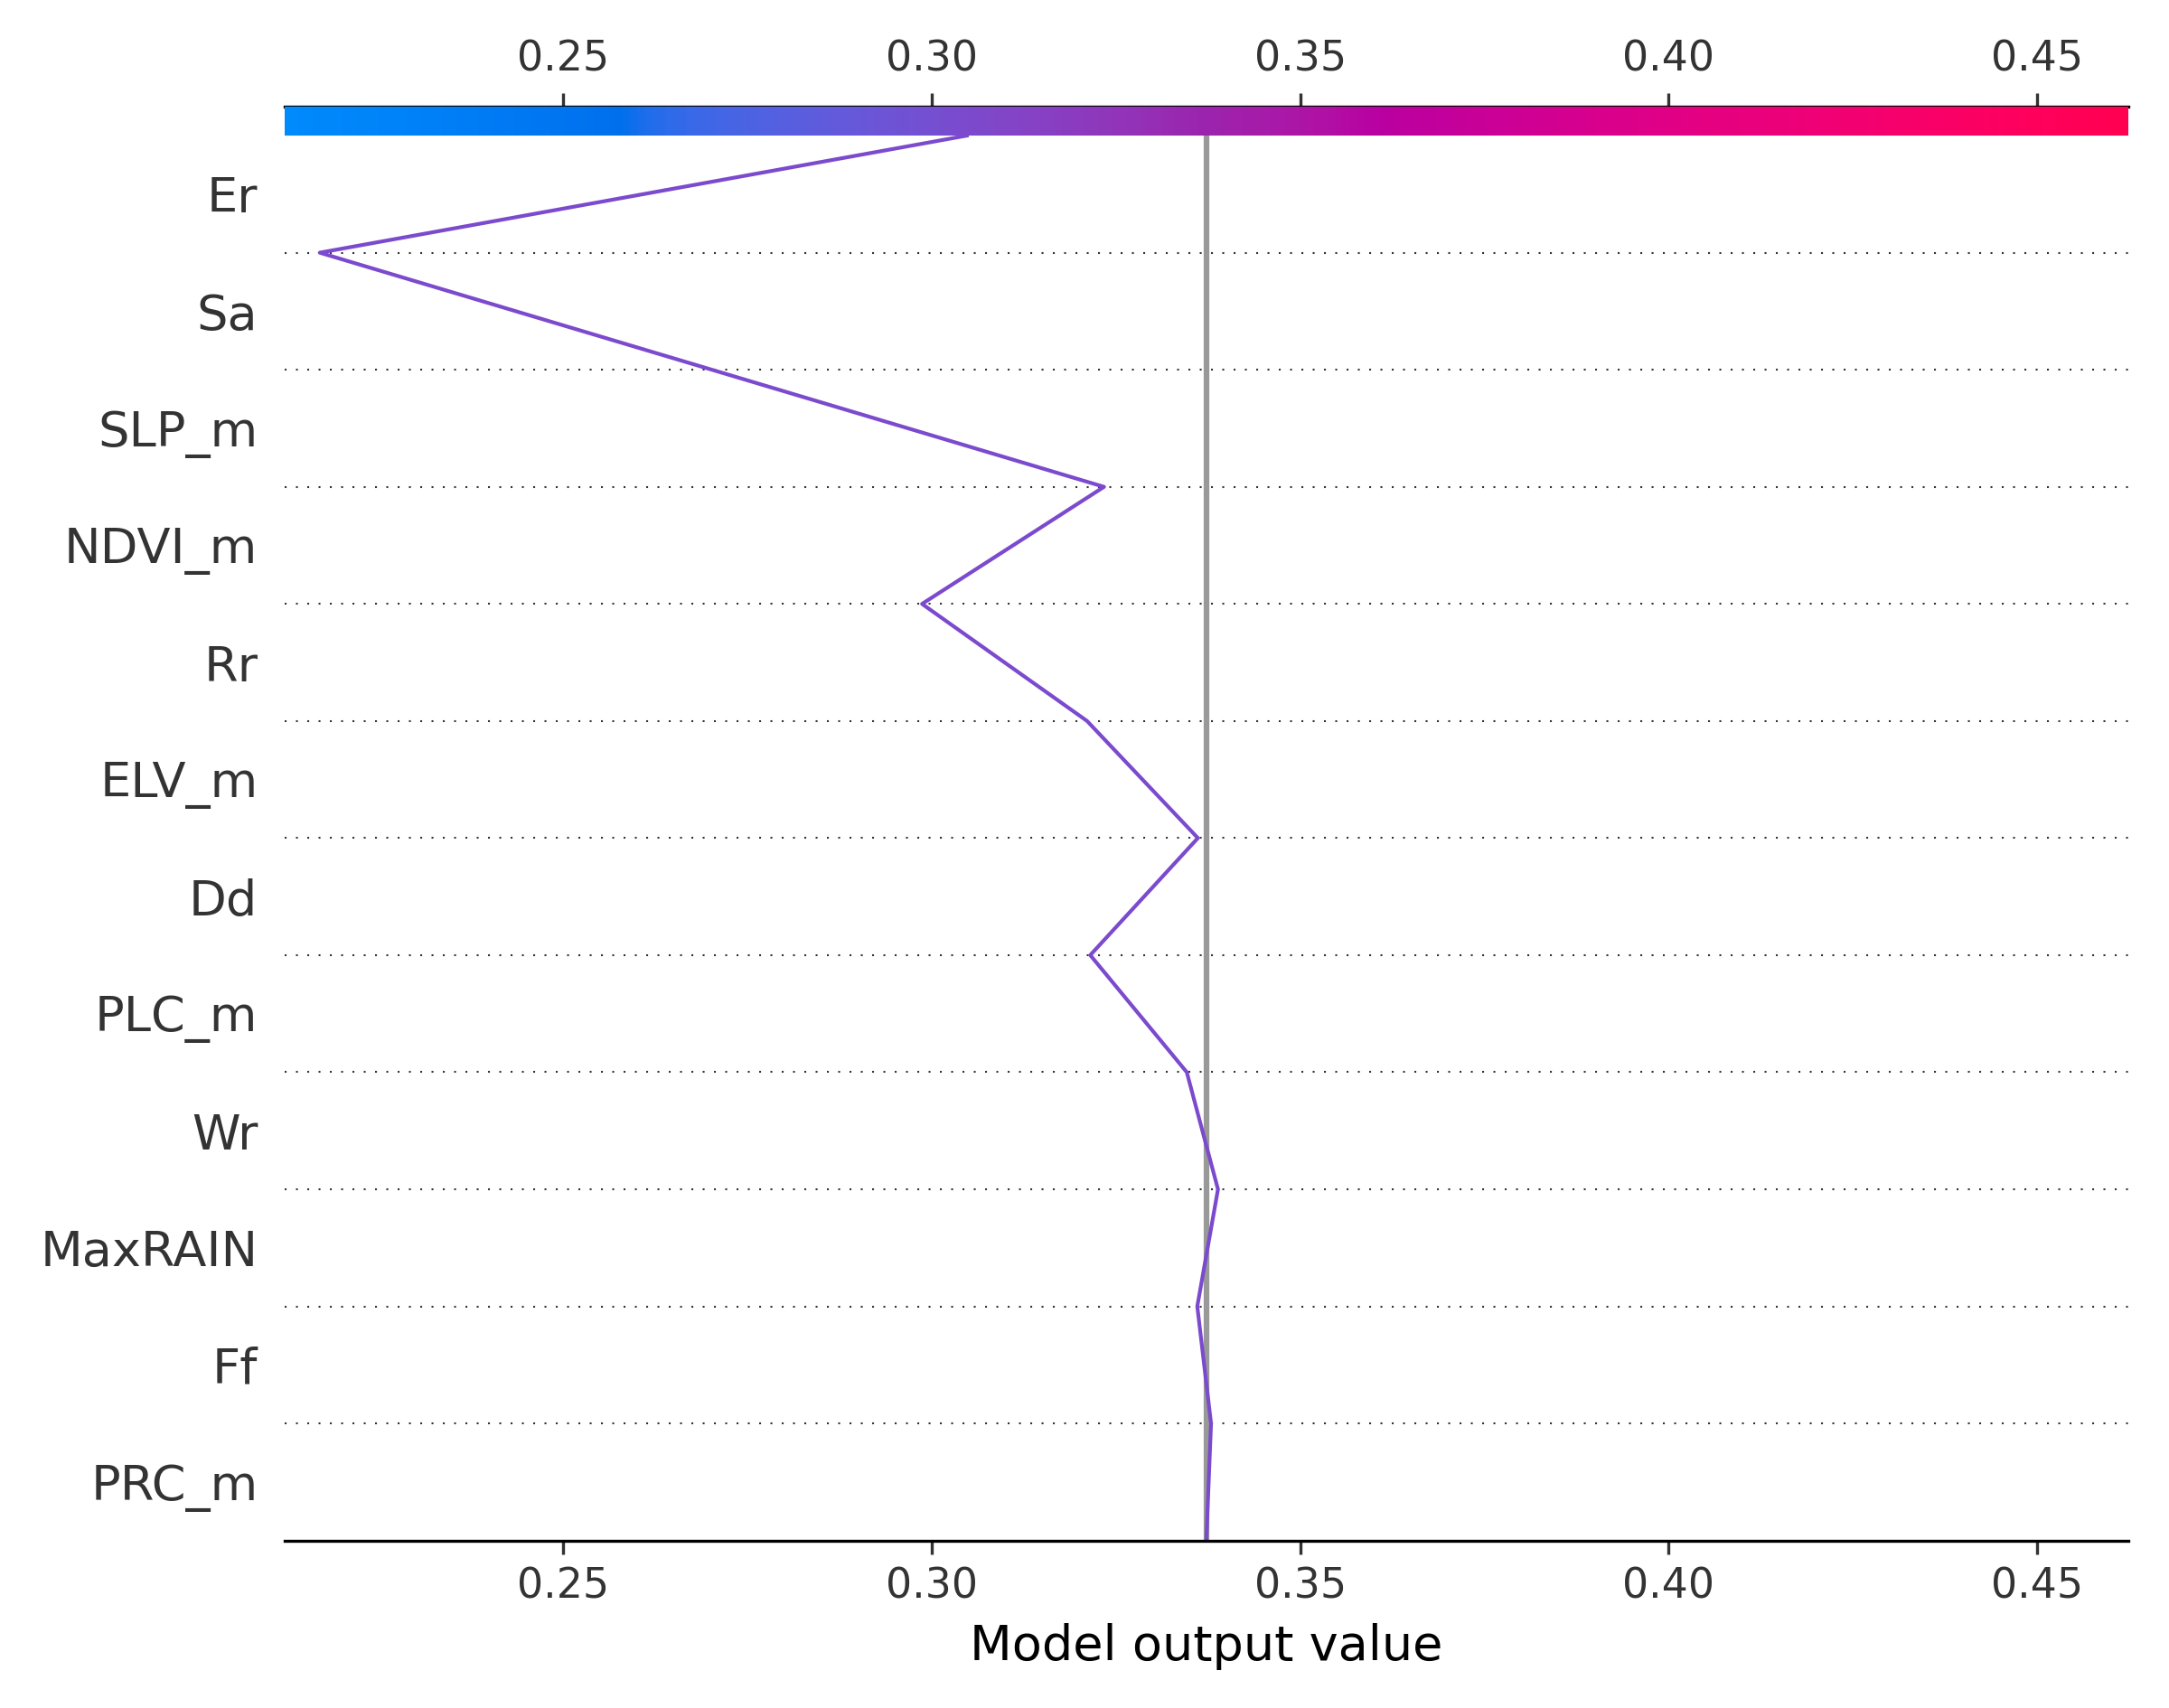 0.25 0.30 0.35 0.40 0.45
Er
Sa
SLP_m
NDVI_m
Rr
ELV_m
Dd
PLC_m
Wr
MaxRAIN
Ff
PRC_m
0.25 0.30 0.35 0.40 0.45
Model output value